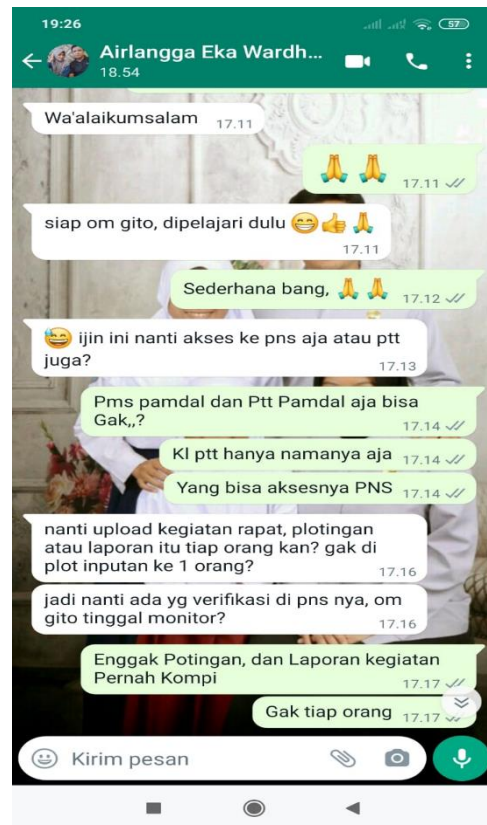 19:26
57
Airlangga Eka Wardh...
18.54
Wa'alaikumsalam 17.11
🙏 🙏 17.11
siap om gito, dipelajari dulu 😁👍🙏
17.11
Sederhana bang, 🙏 🙏 17.12
😅 ijin ini nanti akses ke pns aja atau ptt
juga? 17.13
Pms pamdal dan Ptt Pamdal aja bisa
Gak,,? 17.14
Kl ptt hanya namanya aja 17.14
Yang bisa aksesnya PNS 17.14
nanti upload kegiatan rapat, plotingan
atau laporan itu tiap orang kan? gak di
plot inputan ke 1 orang? 17.16
jadi nanti ada yg verifikasi di pns nya, om
gito tinggal monitor? 17.16
Enggak Potingan, dan Laporan kegiatan
Pernah Kompi 17.17
Gak tiap orang 17.17
Kirim pesan